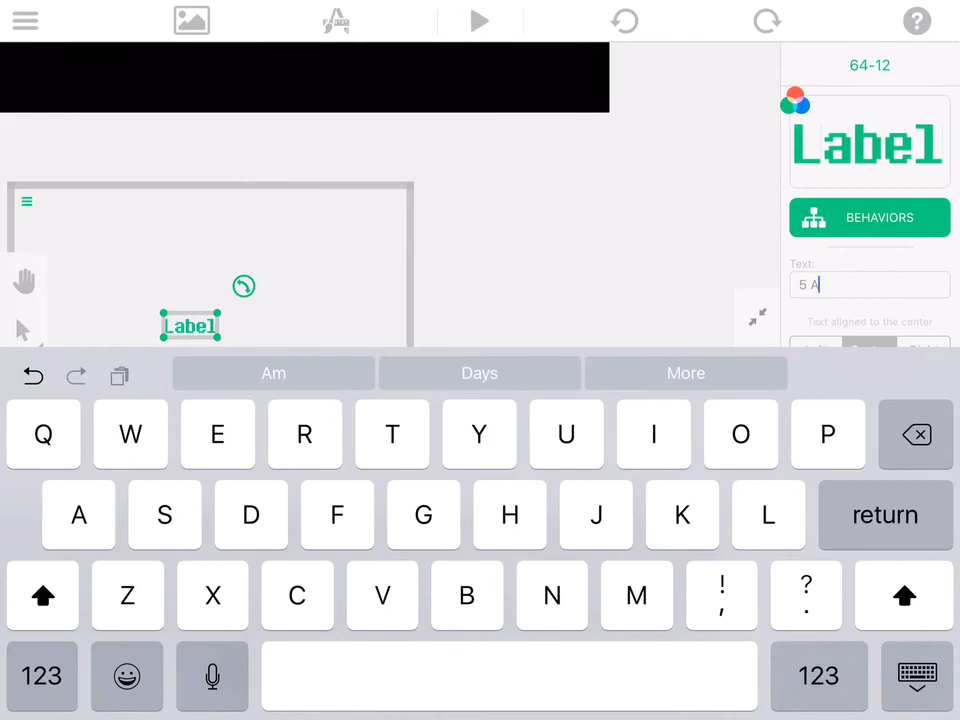 64-12
Label
BEHAVIORS
Text:
5 A
Text aligned to the center
Label
Am Days More
Q W E R T Y U I O P
A S D F G H J K L return
Z X C V B N M ! , ? .
123 123